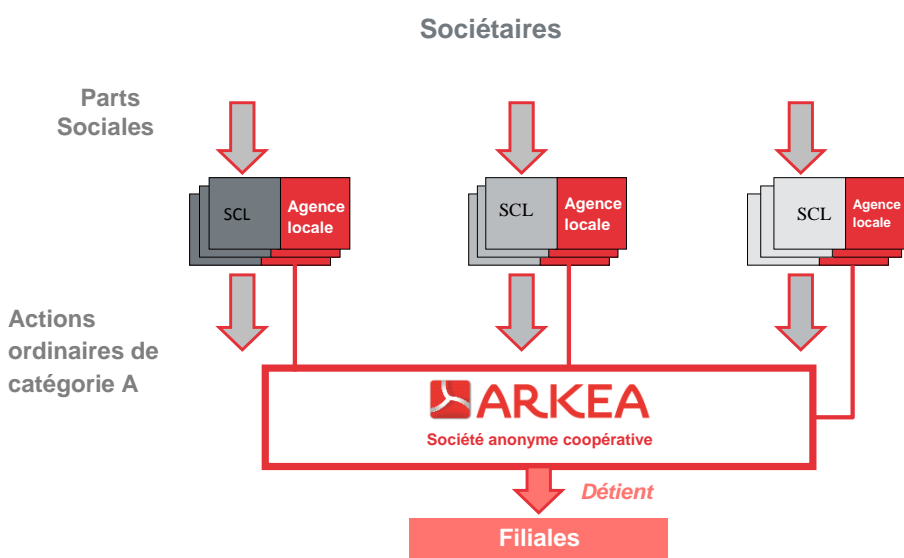 Sociétaires
Parts
Sociales
SCL
Agence
locale
SCL
Agence
locale
SCL
Agence
locale
Actions
ordinaires de
catégorie A
ARKEA
Société anonyme coopérative
Détient
Filiales